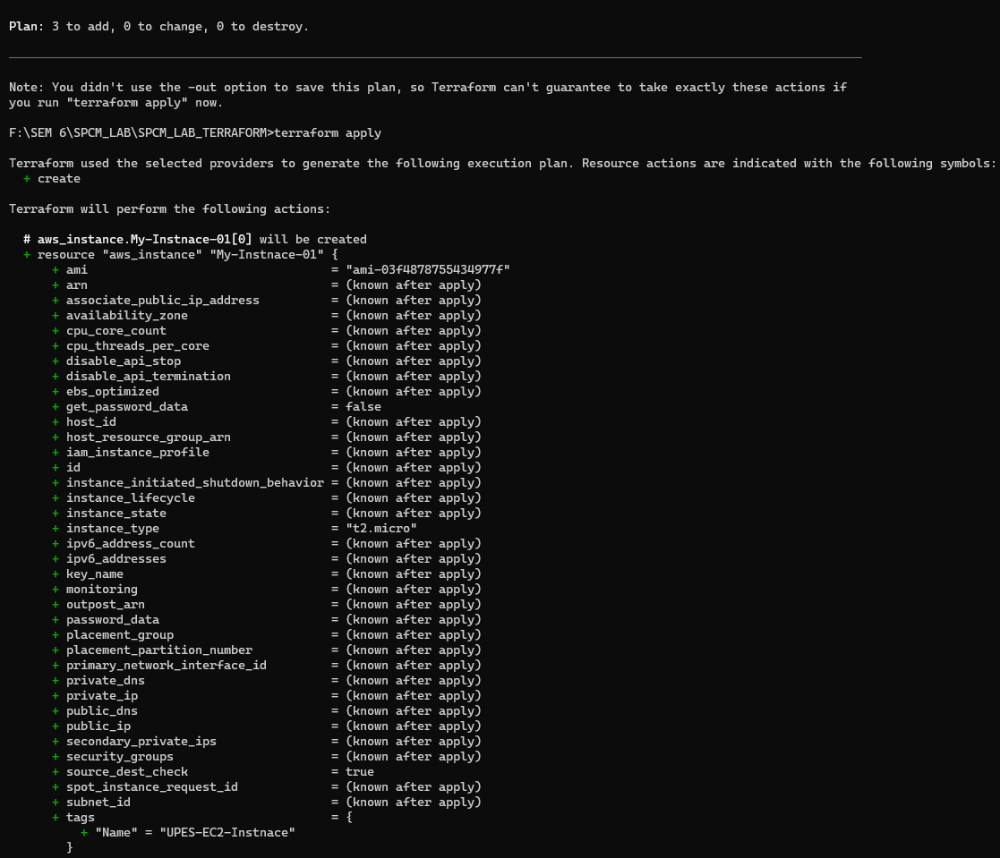 Plan: 3 to add, 0 to change, 0 to destroy.
Note: You didn't use the -out option to save this plan, so Terraform can't guarantee to take exactly these actions if
you run "terraform apply" now.
F:\SEM 6\SPCM_LAB\SPCM_LAB_TERRAFORM>terraform apply
Terraform used the selected providers to generate the following execution plan. Resource actions are indicated with the following symbols:
+ create
Terraform will perform the following actions:
# aws_instance.My-Instnace-01[0] will be created
+ resource "aws_instance" "My-Instnace-01" {
+ ami = "ami-03f4878755434977f"
+ arn = (known after apply)
+ associate_public_ip_address = (known after apply)
+ availability_zone = (known after apply)
+ cpu_core_count = (known after apply)
+ cpu_threads_per_core = (known after apply)
+ disable_api_stop = (known after apply)
+ disable_api_termination = (known after apply)
+ ebs_optimized = (known after apply)
+ get_password_data = false
+ host_id = (known after apply)
+ host_resource_group_arn = (known after apply)
+ iam_instance_profile = (known after apply)
+ id = (known after apply)
+ instance_initiated_shutdown_behavior = (known after apply)
+ instance_lifecycle = (known after apply)
+ instance_state = (known after apply)
+ instance_type = "t2.micro"
+ ipv6_address_count = (known after apply)
+ ipv6_addresses = (known after apply)
+ key_name = (known after apply)
+ monitoring = (known after apply)
+ outpost_arn = (known after apply)
+ password_data = (known after apply)
+ placement_group = (known after apply)
+ placement_partition_number = (known after apply)
+ primary_network_interface_id = (known after apply)
+ private_dns = (known after apply)
+ private_ip = (known after apply)
+ public_dns = (known after apply)
+ public_ip = (known after apply)
+ secondary_private_ips = (known after apply)
+ security_groups = (known after apply)
+ source_dest_check = true
+ spot_instance_request_id = (known after apply)
+ subnet_id = (known after apply)
+ tags = {
+ "Name" = "UPES-EC2-Instnace"
}